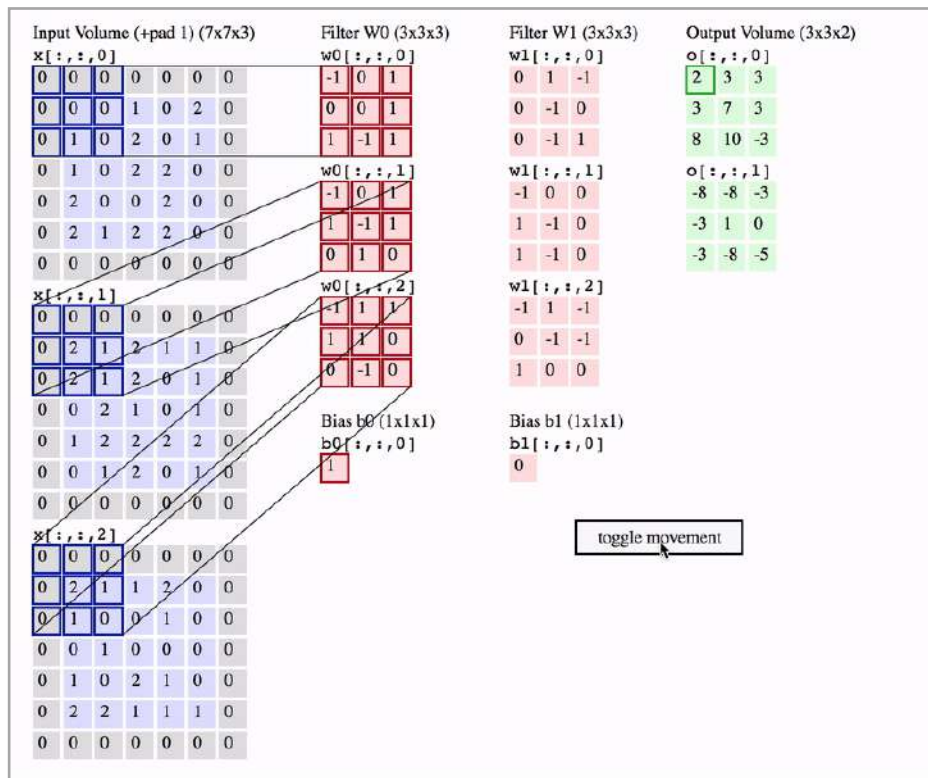 Input Volume (+pad 1) (7x7x3)
x[:,:,0]
0 0 0 0 0 0 0
0 0 0 1 0 2 0
0 1 0 2 0 1 0
0 1 0 2 2 0 0
0 2 0 0 2 0 0
0 2 1 2 2 0 0
0 0 0 0 0 0 0
x[:,:,1]
0 0 0 0 0 0 0
0 2 1 2 1 1 0
0 2 1 2 0 1 0
0 0 2 1 0 1 0
0 1 2 2 2 2 0
0 0 1 2 0 1 0
0 0 0 0 0 0 0
x[:,:,2]
0 0 0 0 0 0 0
0 2 1 1 2 0 0
0 1 0 0 1 0 0
0 0 1 0 0 0 0
0 1 0 2 1 0 0
0 2 2 1 1 1 0
0 0 0 0 0 0 0
Filter W0 (3x3x3)
w0[:,:,0]
-1 0 1
0 0 1
1 -1 1
w0[:,:,1]
-1 0 1
1 -1 1
0 1 0
w0[:,:,2]
-1 1 1
1 1 0
0 -1 0
Bias b0 (1x1x1)
b0[:,:,0]
1
Filter W1 (3x3x3)
w1[:,:,0]
0 1 -1
0 -1 0
0 -1 1
w1[:,:,1]
-1 0 0
1 -1 0
1 -1 0
w1[:,:,2]
-1 1 -1
0 -1 -1
1 0 0
Bias b1 (1x1x1)
b1[:,:,0]
0
Output Volume (3x3x2)
o[:,:,0]
2 3 3
3 7 3
8 10 -3
o[:,:,1]
-8 -8 -3
-3 1 0
-3 -8 -5
toggle movement